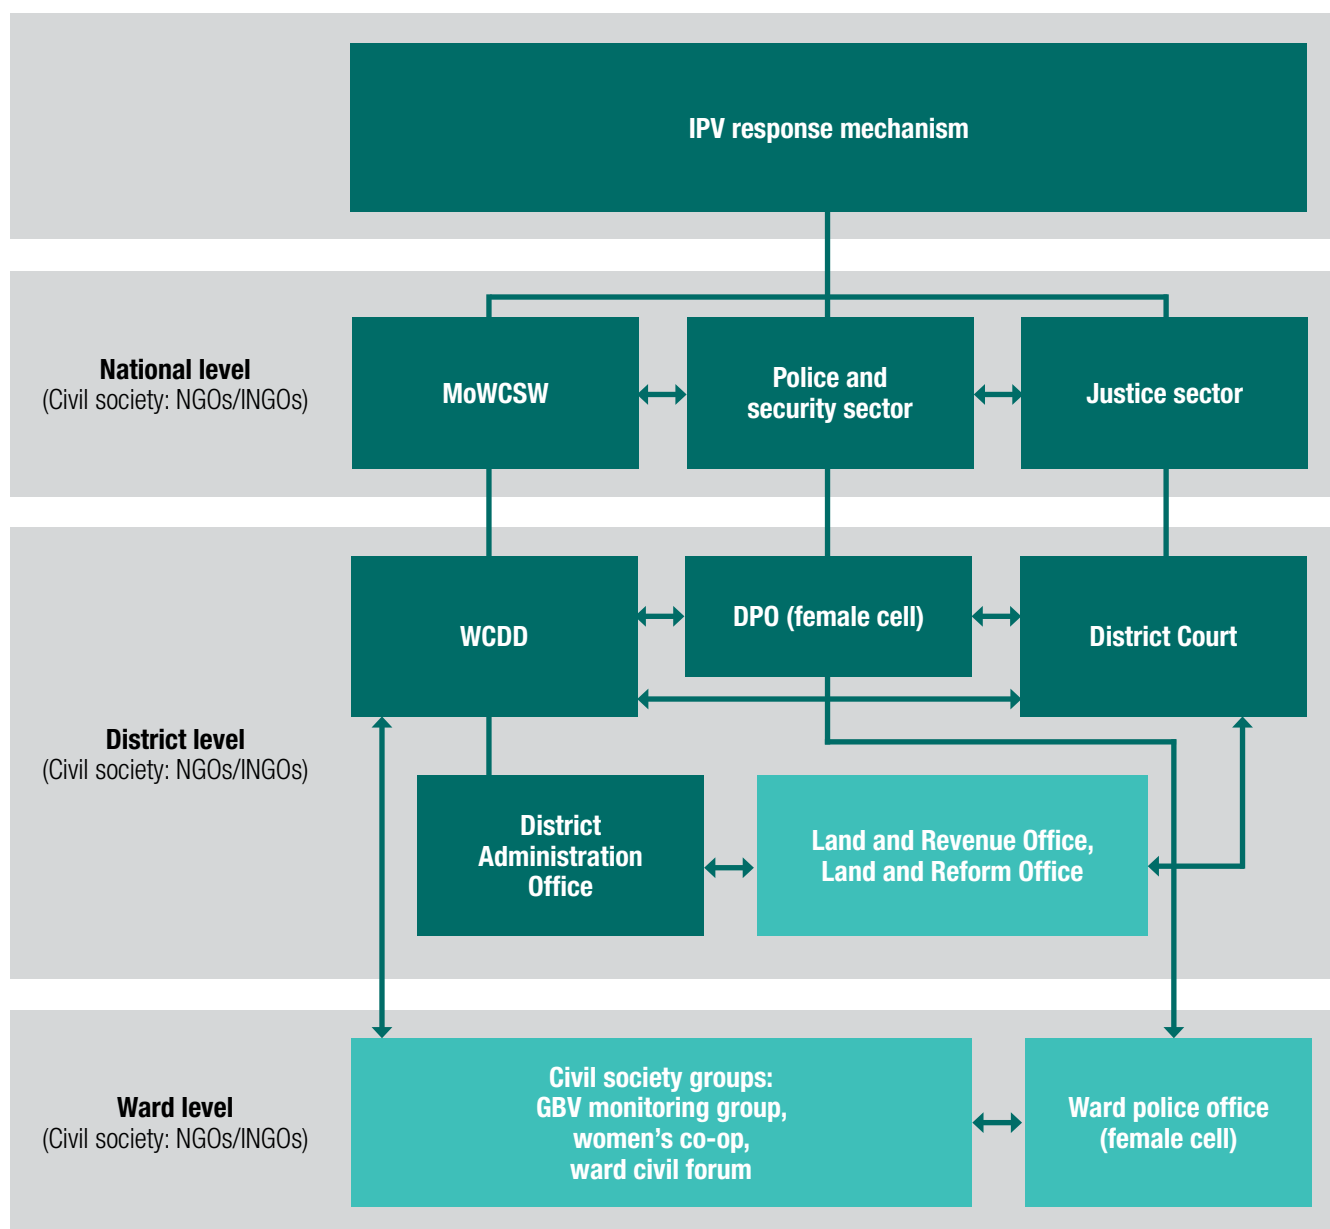 IPV response mechanism
National level
(Civil society: NGOs/INGOs)
MoWCSW
Police and
security sector
Justice sector
District level
(Civil society: NGOs/INGOs)
WCDD
DPO (female cell)
District Court
District
Administration
Office
Land and Revenue Office,
Land and Reform Office
Ward level
(Civil society: NGOs/INGOs)
Civil society groups:
GBV monitoring group,
women’s co-op,
ward civil forum
Ward police office
(female cell)